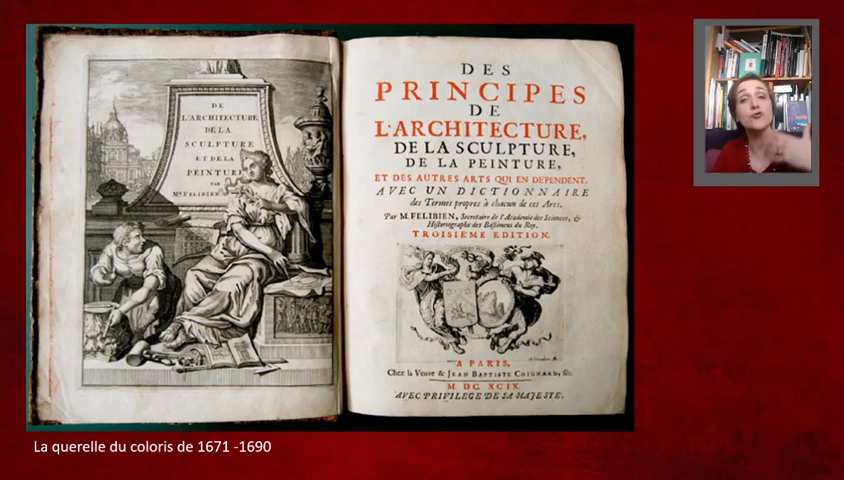 DE
L'ARCHITECTURE
DE LA
SCULPTURE
ET DE LA
PEINTURE
PAR
Mr. FELIBIEN
DES
PRINCIPES
DE
L'ARCHITECTURE,
DE LA SCULPTURE,
DE LA PEINTURE,
ET DES AUTRES ARTS QUI EN DEPENDENT.
AVEC UN DICTIONNAIRE
des Termes propres à chacun de ces Arts.
Par M. FELIBIEN, Secretaire de l'Academie des Sciences, &
Historiographe des Bastimens du Roy.
TROISIEME EDITION.
A PARIS,
Chez la Veuve & JEAN BAPTISTE COIGNARD, fils.
M. DC. XCIX.
AVEC PRIVILEGE DE SA MAJESTE.
La querelle du coloris de 1671 -1690